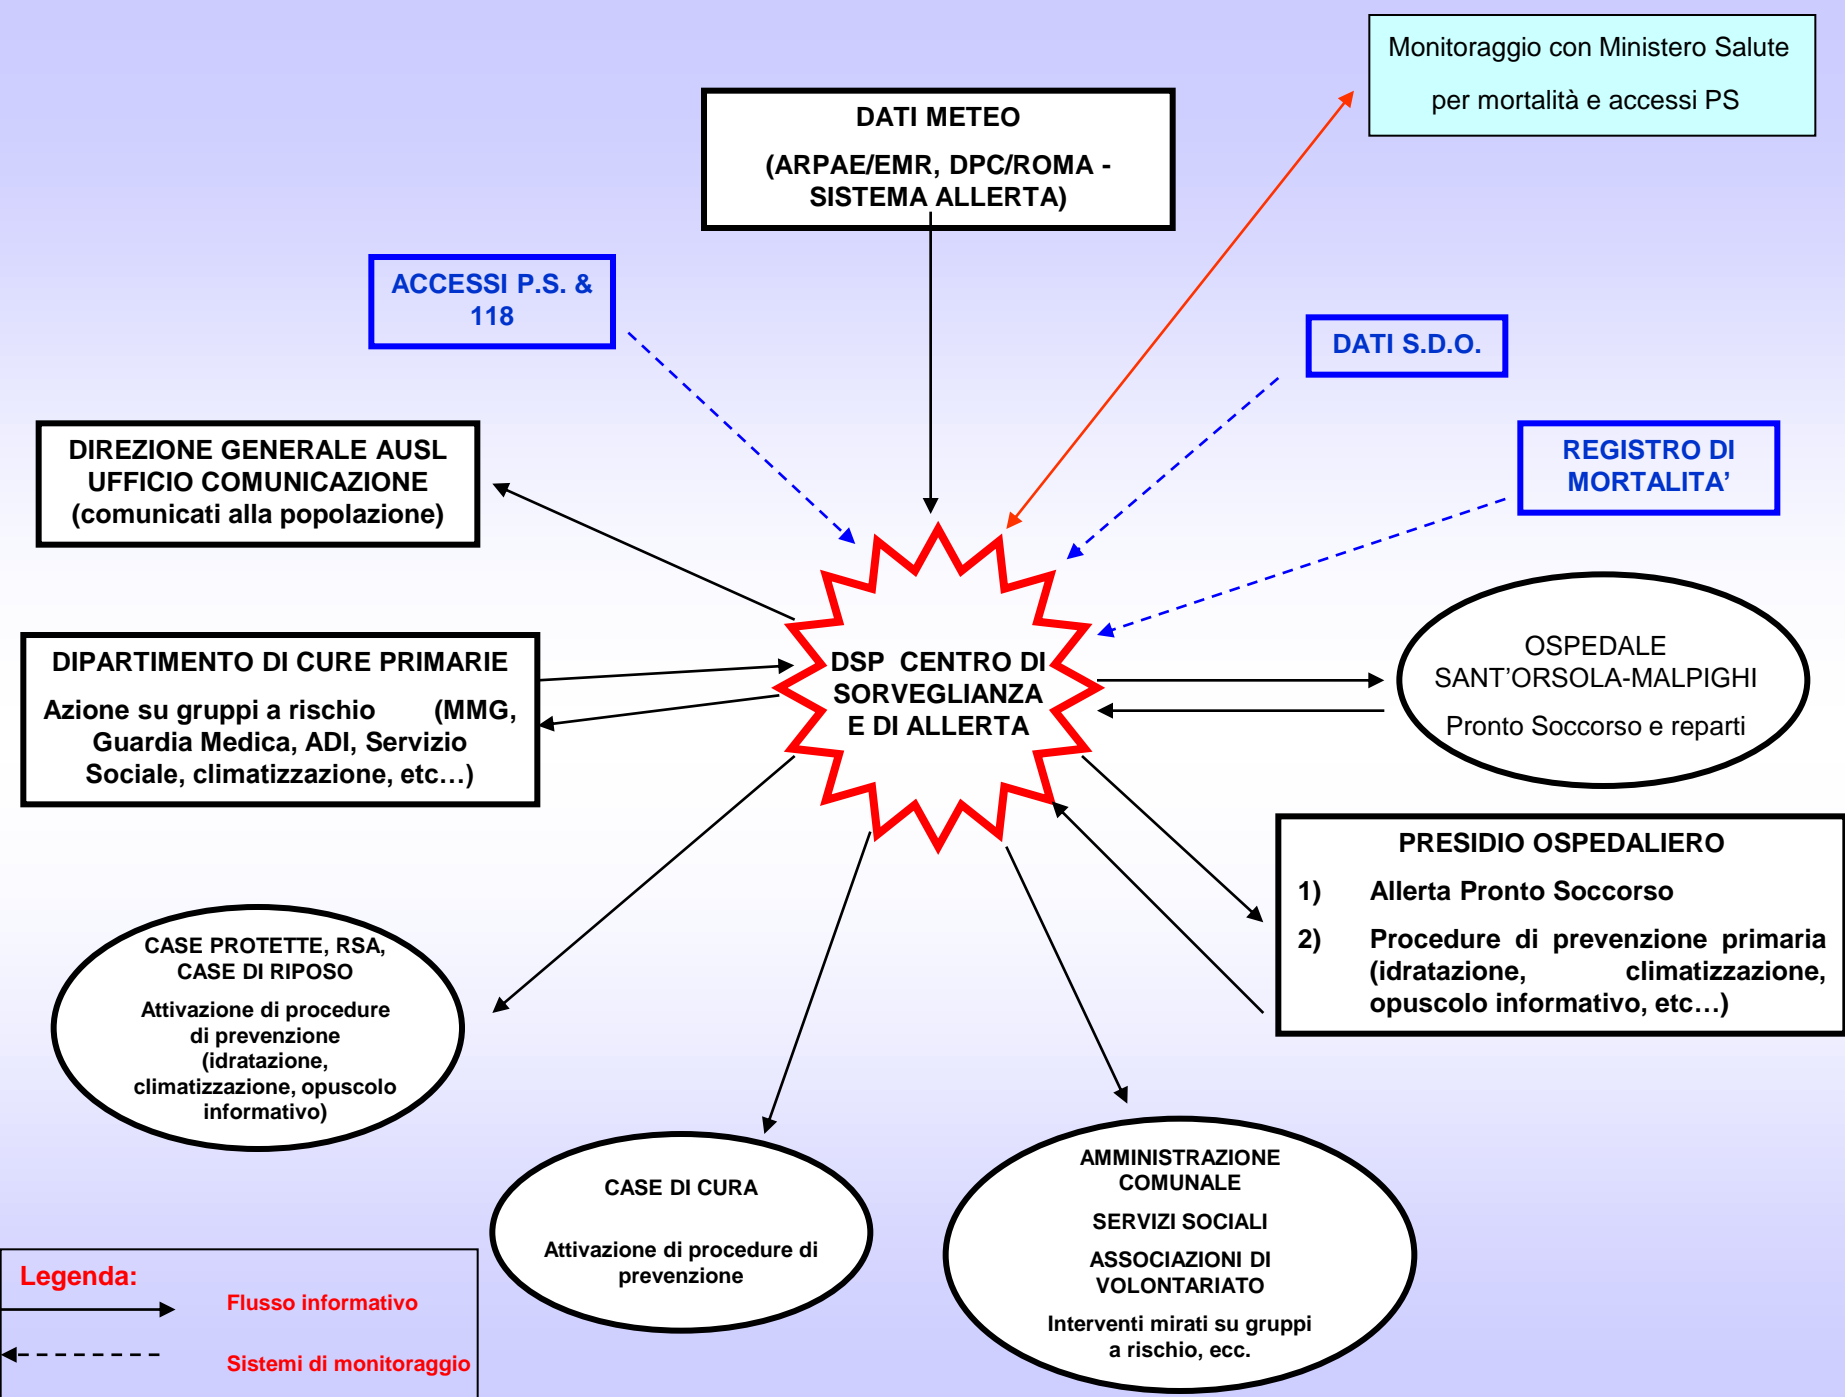 Monitoraggio con Ministero Salute
per mortalità e accessi PS
DATI METEO
(ARPAE/EMR, DPC/ROMA -
SISTEMA ALLERTA)
ACCESSI P.S. &
118
DATI S.D.O.
DIREZIONE GENERALE AUSL
UFFICIO COMUNICAZIONE
(comunicati alla popolazione)
REGISTRO DI
MORTALITA’
DIPARTIMENTO DI CURE PRIMARIE
Azione su gruppi a rischio (MMG,
Guardia Medica, ADI, Servizio
Sociale, climatizzazione, etc…)
DSP CENTRO DI
SORVEGLIANZA
E DI ALLERTA
OSPEDALE
SANT’ORSOLA-MALPIGHI
Pronto Soccorso e reparti
PRESIDIO OSPEDALIERO
1) Allerta Pronto Soccorso
2) Procedure di prevenzione primaria
(idratazione, climatizzazione,
opuscolo informativo, etc…)
CASE PROTETTE, RSA,
CASE DI RIPOSO
Attivazione di procedure
di prevenzione
(idratazione,
climatizzazione, opuscolo
informativo)
CASE DI CURA
Attivazione di procedure di
prevenzione
AMMINISTRAZIONE
COMUNALE
SERVIZI SOCIALI
ASSOCIAZIONI DI
VOLONTARIATO
Interventi mirati su gruppi
a rischio, ecc.
Legenda:
Flusso informativo
Sistemi di monitoraggio